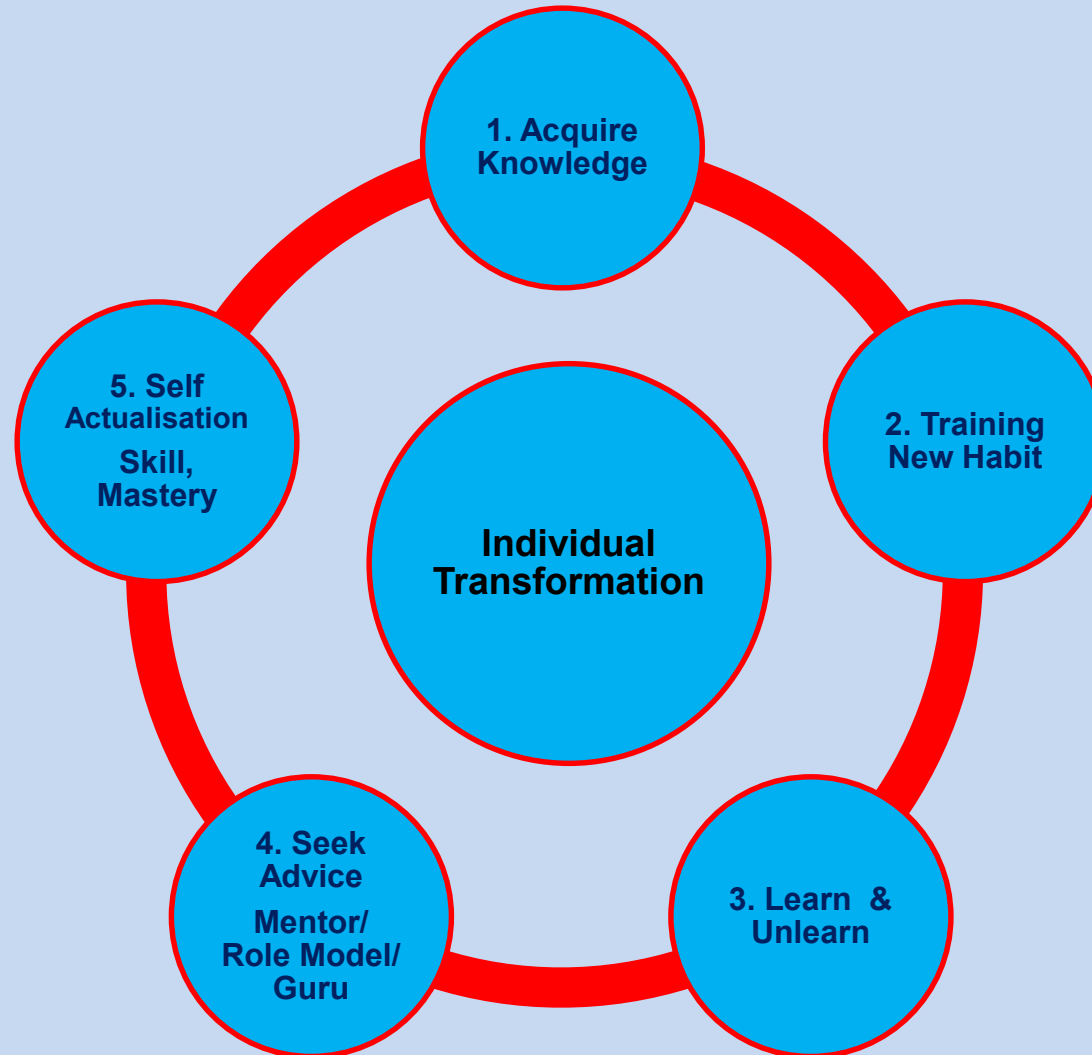 1. Acquire
Knowledge
2. Training
New Habit
3. Learn  &
Unlearn
4. Seek
Advice
Mentor/
Role Model/
Guru
5. Self
Actualisation
Skill,
Mastery
Individual
Transformation